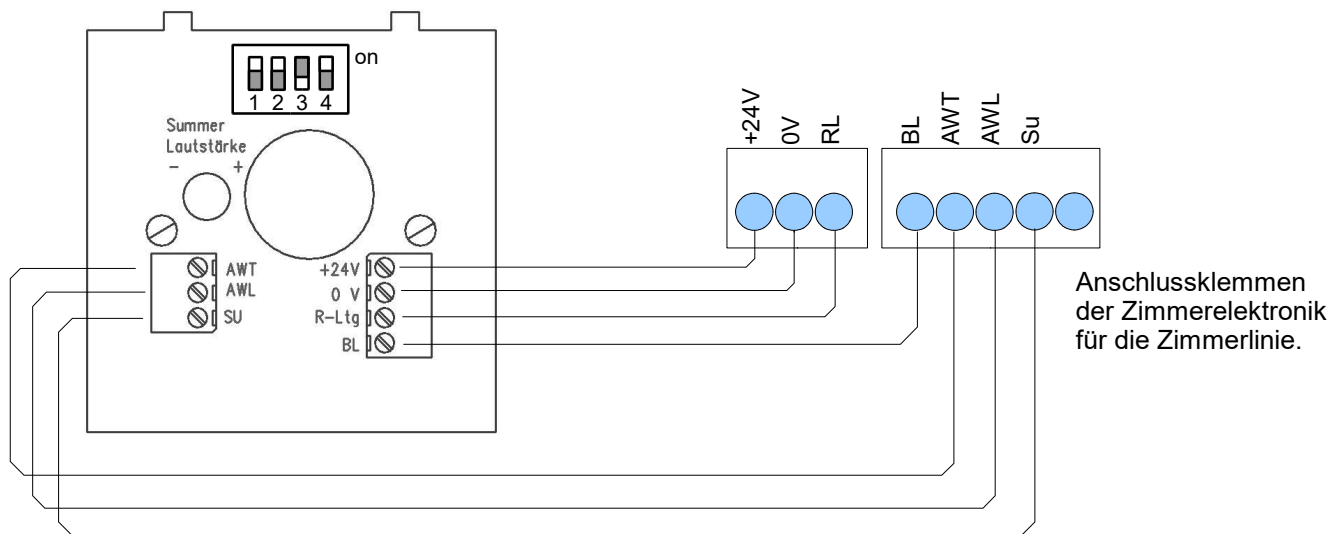 on
1 2 3 4
Summer
Lautstärke
- +
AWT
AWL
SU
+24V
0 V
R-Ltg
BL
+24V
0V
RL
BL
AWT
AWL
Su
Anschlussklemmen
der Zimmerelektronik
für die Zimmerlinie.